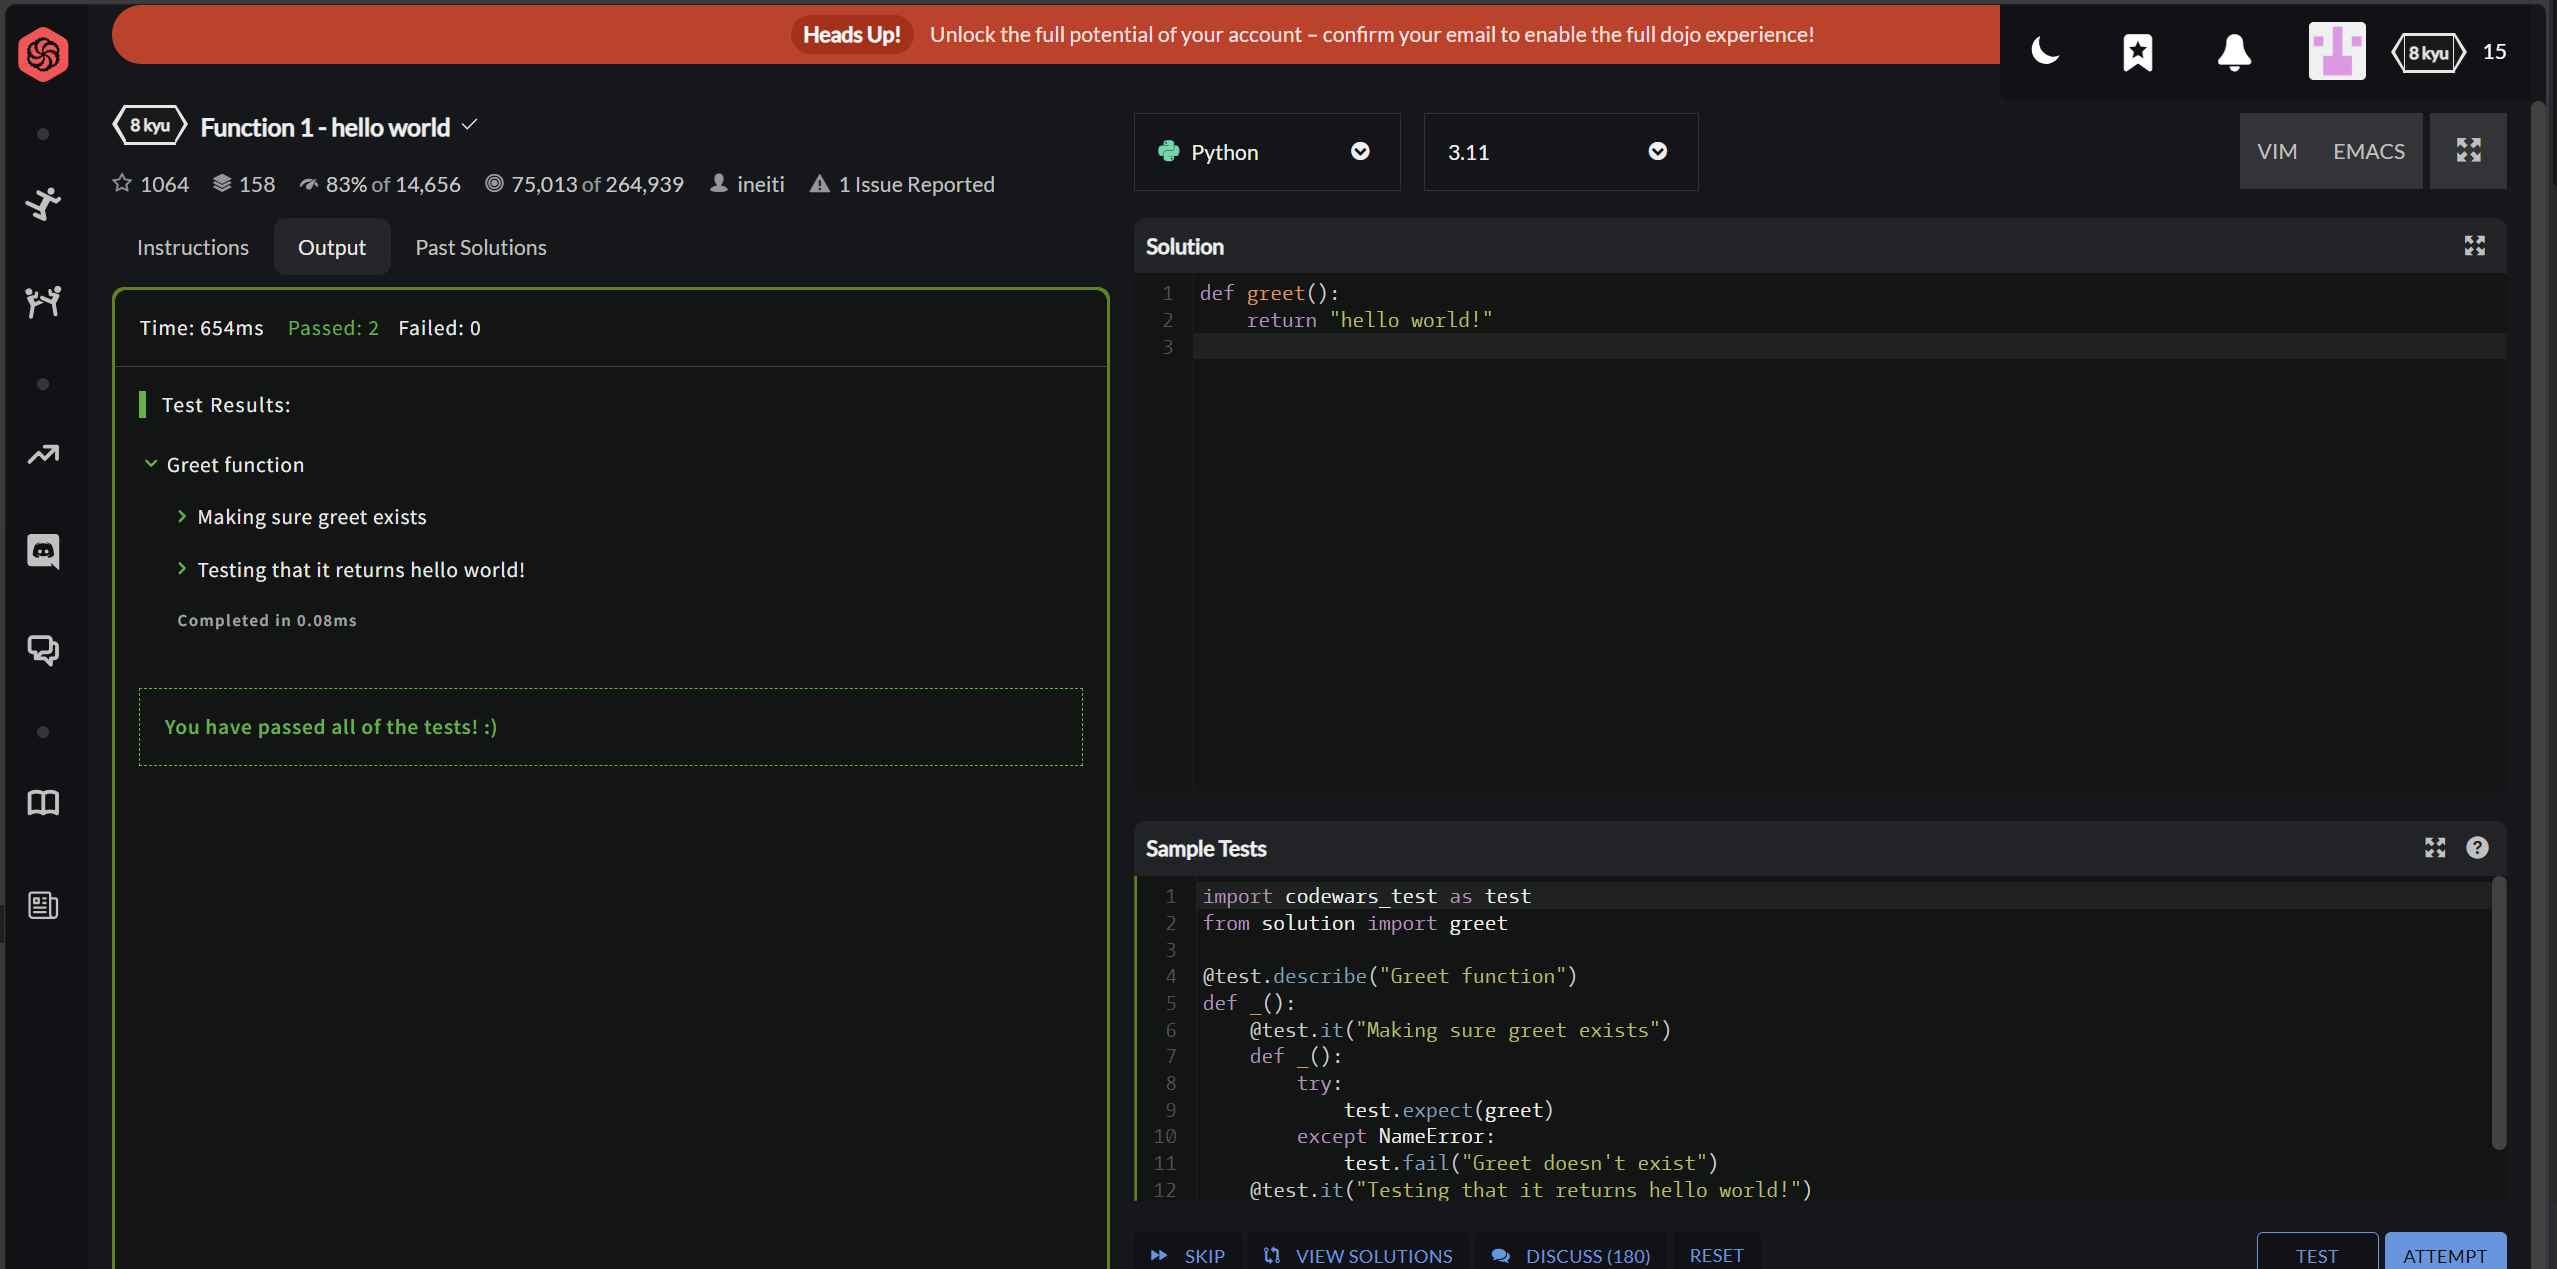 Heads Up! Unlock the full potential of your account – confirm your email to enable the full dojo experience!
8 kyu 15
8 kyu Function 1 - hello world
1064 158 83% of 14,656 75,013 of 264,939 ineiti 1 Issue Reported
Instructions Output Past Solutions
Time: 654ms Passed: 2 Failed: 0
Test Results:
Greet function
Making sure greet exists
Testing that it returns hello world!
Completed in 0.08ms
You have passed all of the tests! :)
Python 3.11 VIM EMACS
Solution
1 def greet():
2     return "hello world!"
3
Sample Tests
1 import codewars_test as test
2 from solution import greet
3
4 @test.describe("Greet function")
5 def _():
6     @test.it("Making sure greet exists")
7     def _():
8         try:
9             test.expect(greet)
10         except NameError:
11             test.fail("Greet doesn't exist")
12     @test.it("Testing that it returns hello world!")
SKIP VIEW SOLUTIONS DISCUSS (180) RESET TEST ATTEMPT